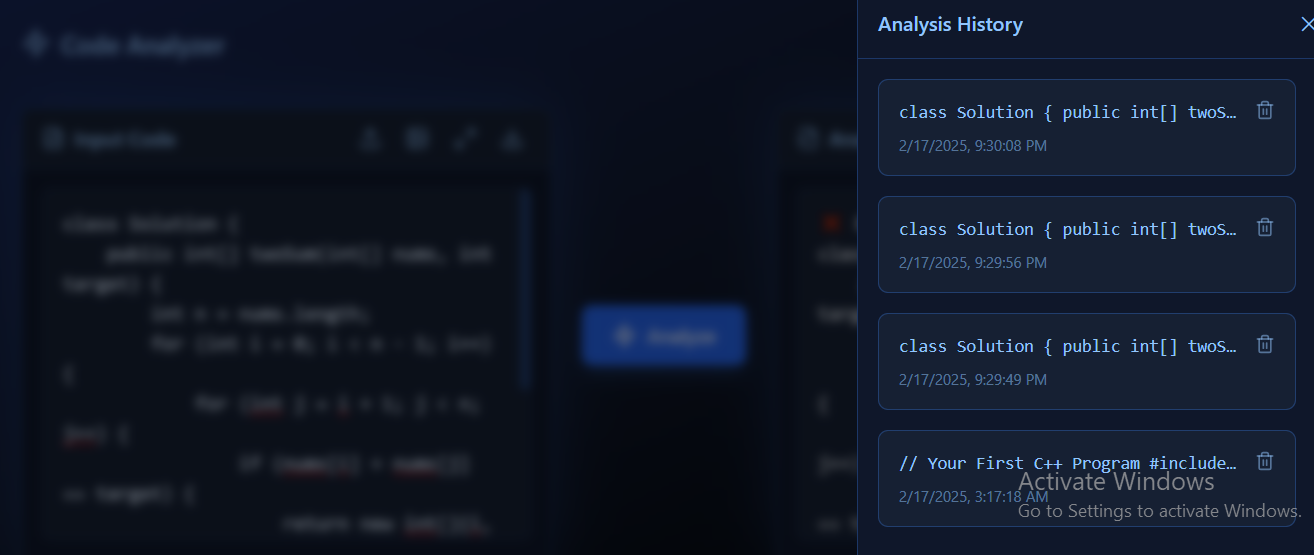 Code Analyzer
Analysis History
Input Code
class Solution {
public int[] twoSum(int[] nums, int
target) {
int n = nums.length;
for (int i = 0; i < n - 1; i++)
{
for (int j = i + 1; j < n;
j++) {
if (nums[i] + nums[j]
== target) {
return new int[]{i,
Analyze
{
class Solution { public int[] twoS…
2/17/2025, 9:30:08 PM
class Solution { public int[] twoS…
2/17/2025, 9:29:56 PM
class Solution { public int[] twoS…
2/17/2025, 9:29:49 PM
// Your First C++ Program #include…
2/17/2025, 3:17:18 AM
Activate Windows
Go to Settings to activate Windows.